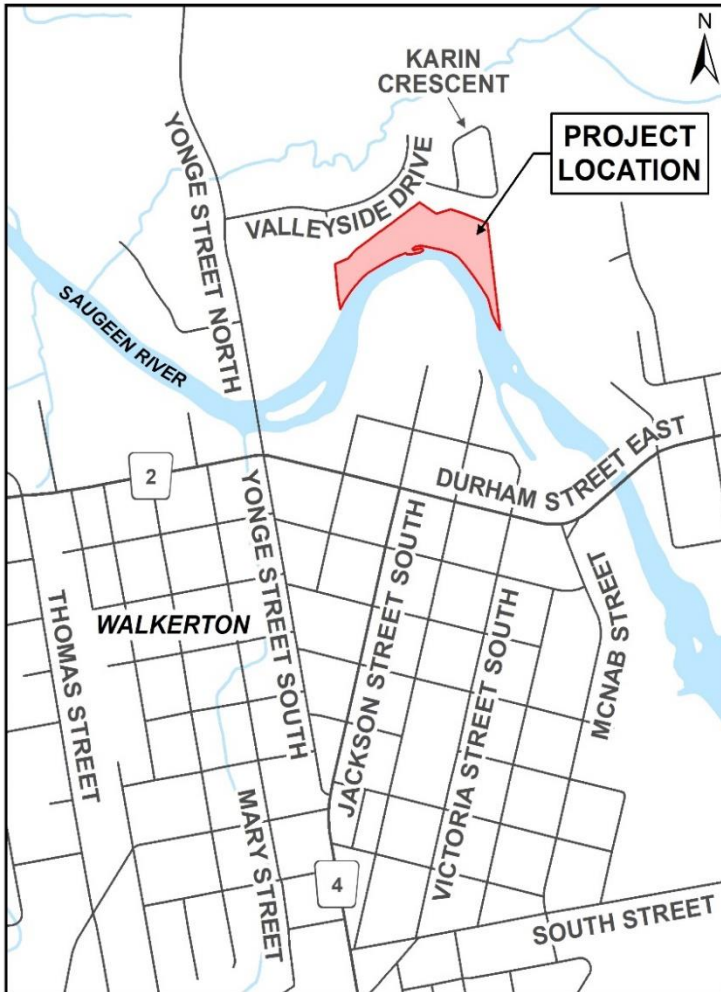 N
KARIN
CRESCENT
PROJECT
LOCATION
YONGE STREET NORTH
VALLEYSIDE DRIVE
SAUGEEN RIVER
2
DURHAM STREET EAST
YONGE STREET SOUTH
JACKSON STREET SOUTH
VICTORIA STREET SOUTH
MCNAB STREET
THOMAS STREET
WALKERTON
MARY STREET
4
SOUTH STREET